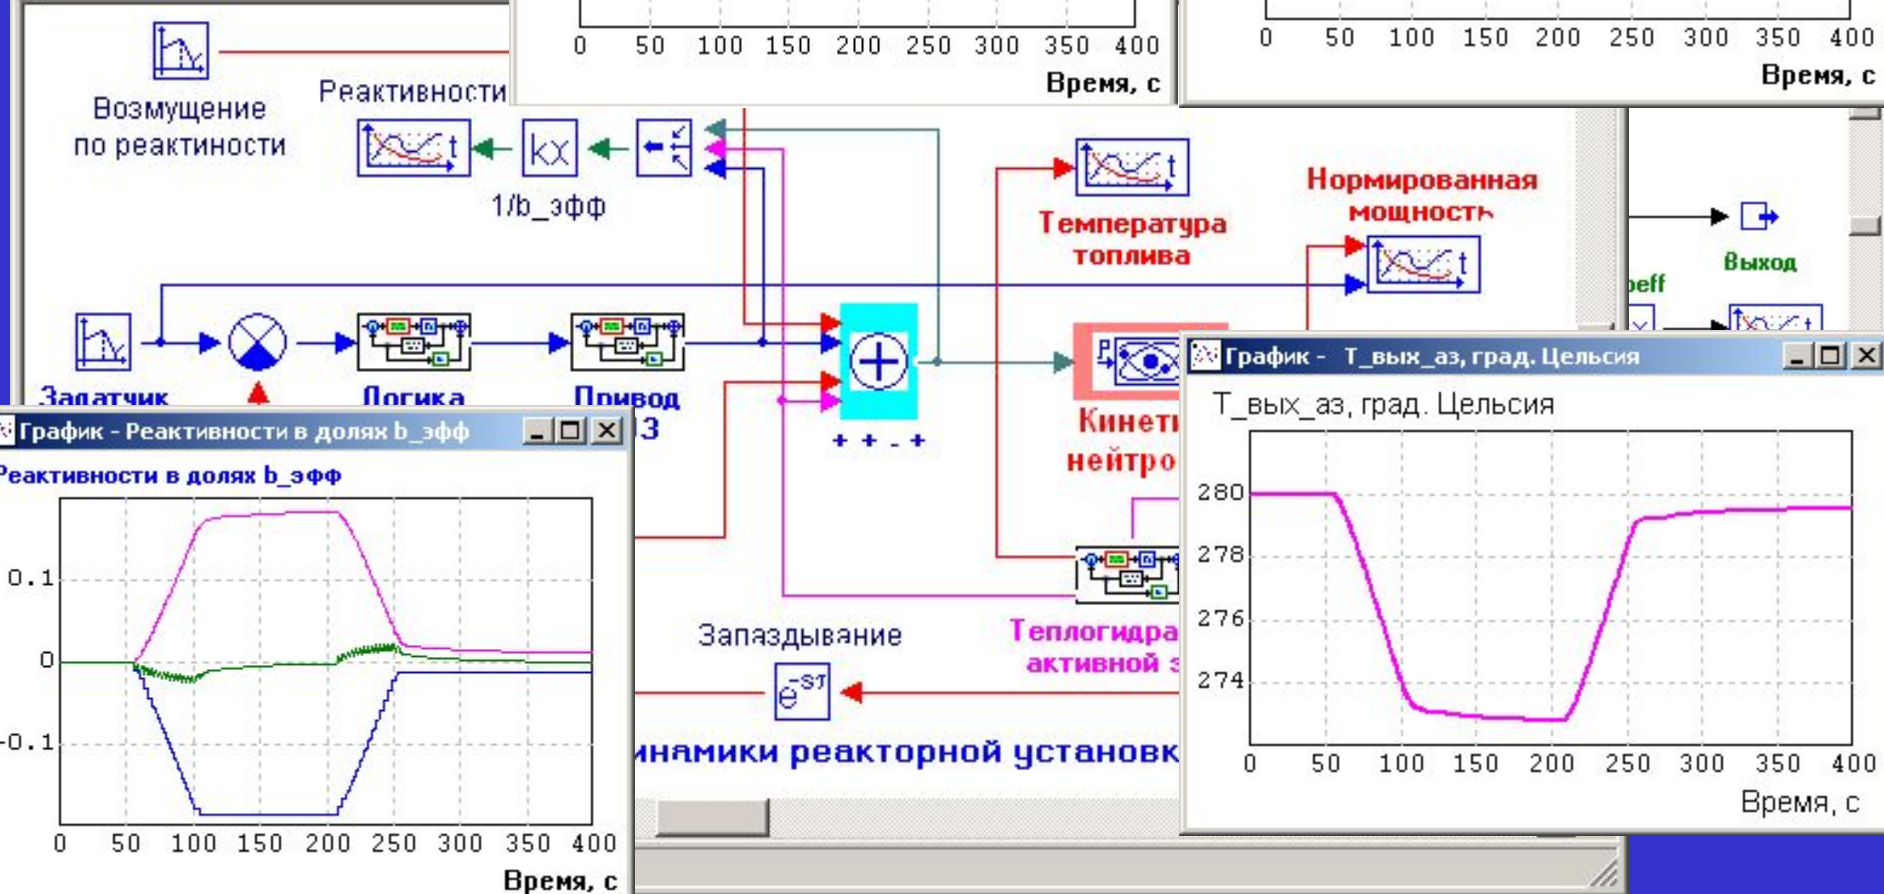 0 50 100 150 200 250 300 350 400
Время, с
0 50 100 150 200 250 300 350 400
Время, с
Возмущение
по реактиности
Реактивности
t
kx
1/b_эфф
t
Температура
топлива
Нормированная
мощность
t
Выход
t
Задатчик
Логика
Привод
+ + - +
Кинети
нейтро
Запаздывание
e-sτ
Теплогидра
активной з
инамики реакторной установк
График - Реактивности в долях b_эфф
Реактивности в долях b_эфф
0.1
0
-0.1
0 50 100 150 200 250 300 350 400
Время, с
График - Т_вых_аз, град. Цельсия
Т_вых_аз, град. Цельсия
280
278
276
274
0 50 100 150 200 250 300 350 400
Время, с